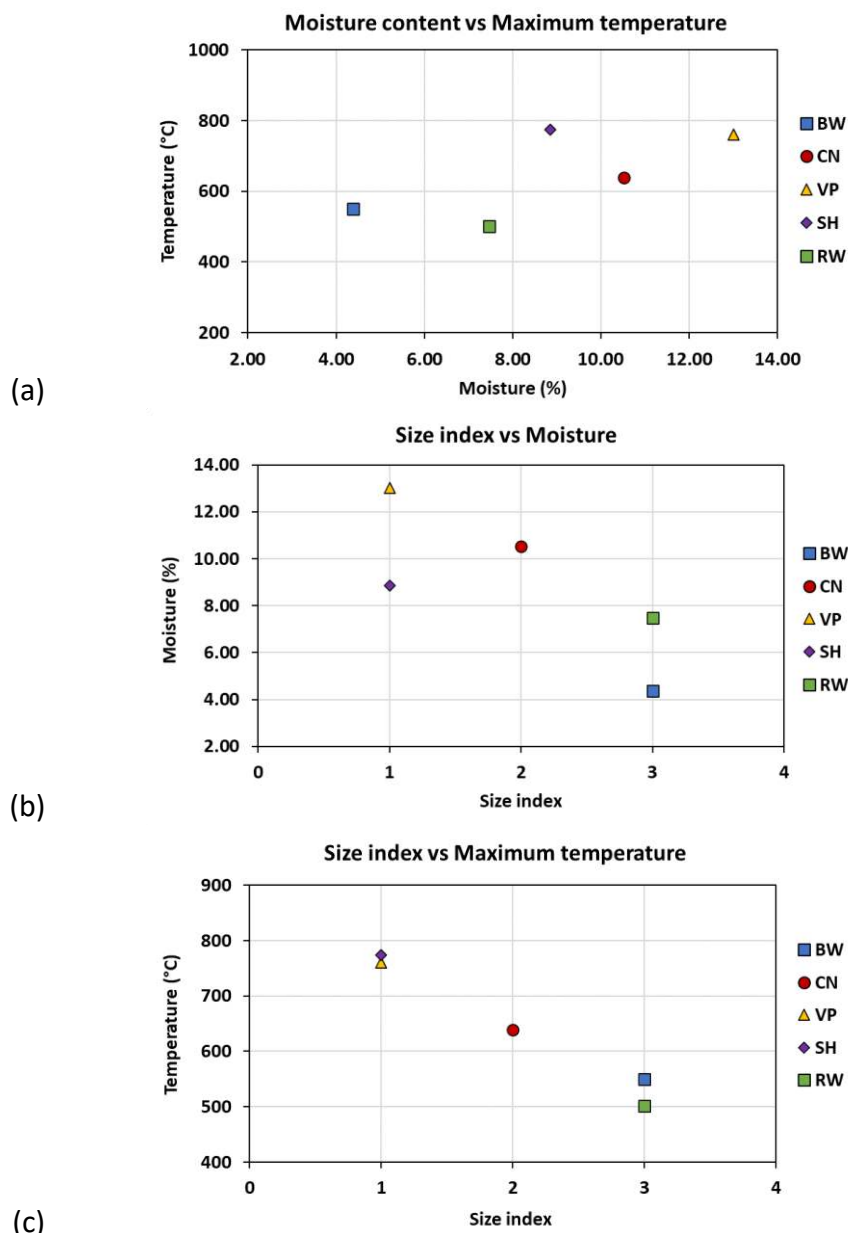 Moisture content vs Maximum temperature
1000
800
600
400
200
Temperature (°C)
2.00 4.00 6.00 8.00 10.00 12.00 14.00
Moisture (%)
BW
CN
VP
SH
RW
(a)
Size index vs Moisture
14.00
12.00
10.00
8.00
6.00
4.00
2.00
Moisture (%)
0 1 2 3 4
Size index
BW
CN
VP
SH
RW
(b)
Size index vs Maximum temperature
900
800
700
600
500
400
Temperature (°C)
0 1 2 3 4
Size index
BW
CN
VP
SH
RW
(c)